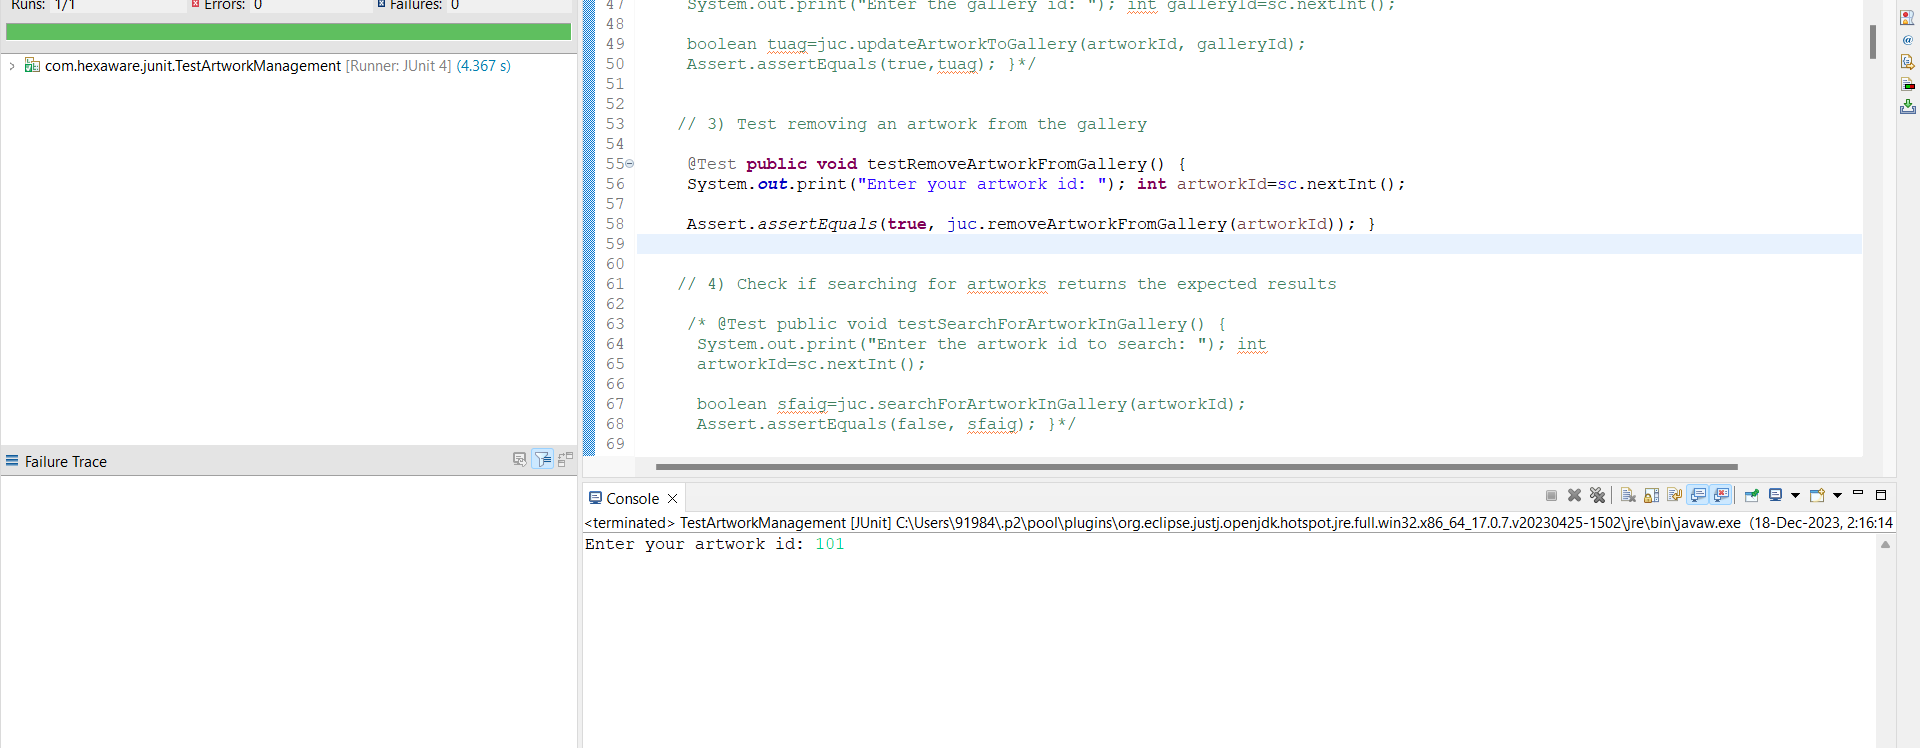 Runs: 1/1 Errors: 0 Failures: 0
com.hexaware.junit.TestArtworkManagement [Runner: JUnit 4] (4.367 s)
Failure Trace
47 System.out.print("Enter the gallery id: "); int galleryId=sc.nextInt();
48
49 boolean tuag=juc.updateArtworkToGallery(artworkId, galleryId);
50 Assert.assertEquals(true,tuag); }*/
51
52
53 // 3) Test removing an artwork from the gallery
54
55 @Test public void testRemoveArtworkFromGallery() {
56 System.out.print("Enter your artwork id: "); int artworkId=sc.nextInt();
57
58 Assert.assertEquals(true, juc.removeArtworkFromGallery(artworkId)); }
59
60
61 // 4) Check if searching for artworks returns the expected results
62
63 /* @Test public void testSearchForArtworkInGallery() {
64 System.out.print("Enter the artwork id to search: "); int
65 artworkId=sc.nextInt();
66
67 boolean sfaig=juc.searchForArtworkInGallery(artworkId);
68 Assert.assertEquals(false, sfaig); }*/
69
Console
<terminated> TestArtworkManagement [JUnit] C:\Users\91984\.p2\pool\plugins\org.eclipse.justj.openjdk.hotspot.jre.full.win32.x86_64_17.0.7.v20230425-1502\jre\bin\javaw.exe (18-Dec-2023, 2:16:14
Enter your artwork id: 101